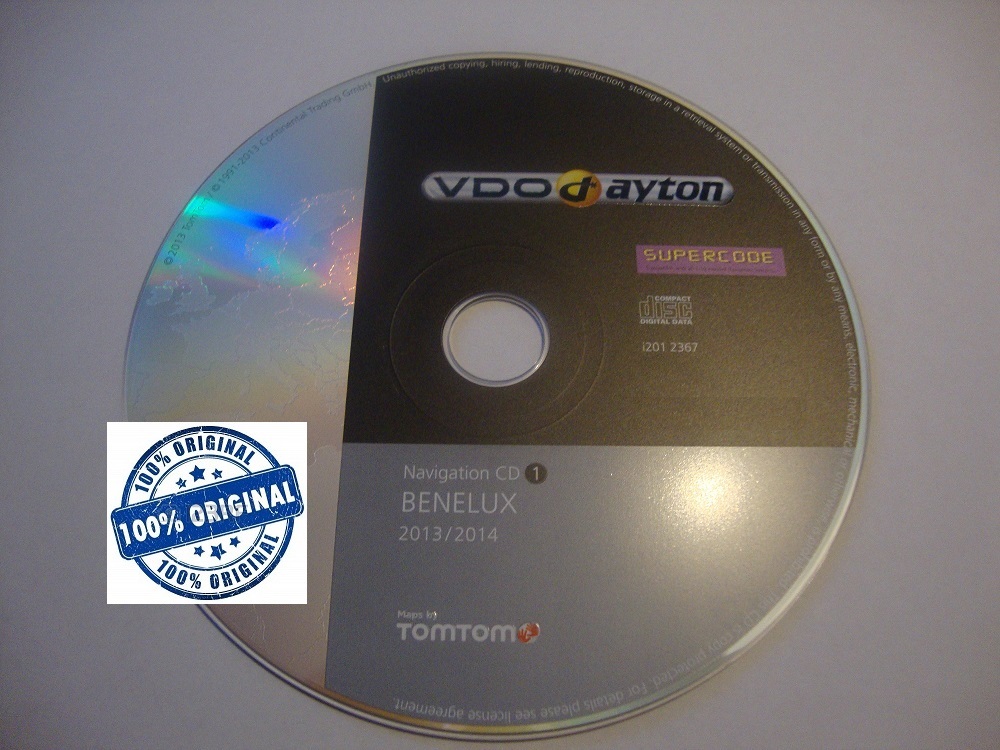 Unauthorized copying, hiring, lending, reproduction, storage in a retrieval system or transmission in any form or by any means, electronic,
© 1991-2013 Continental Trading GmbH
© 2013 Tom
VDO dayton
SUPERCODE
COMPACT
disc
DIGITAL DATA
i201 2367
Navigation CD 1
BENELUX
2013/2014
Maps by
TOMTOM
protected. For details please see license agreement.
100% ORIGINAL
100% ORIGINAL
100% ORIGINAL